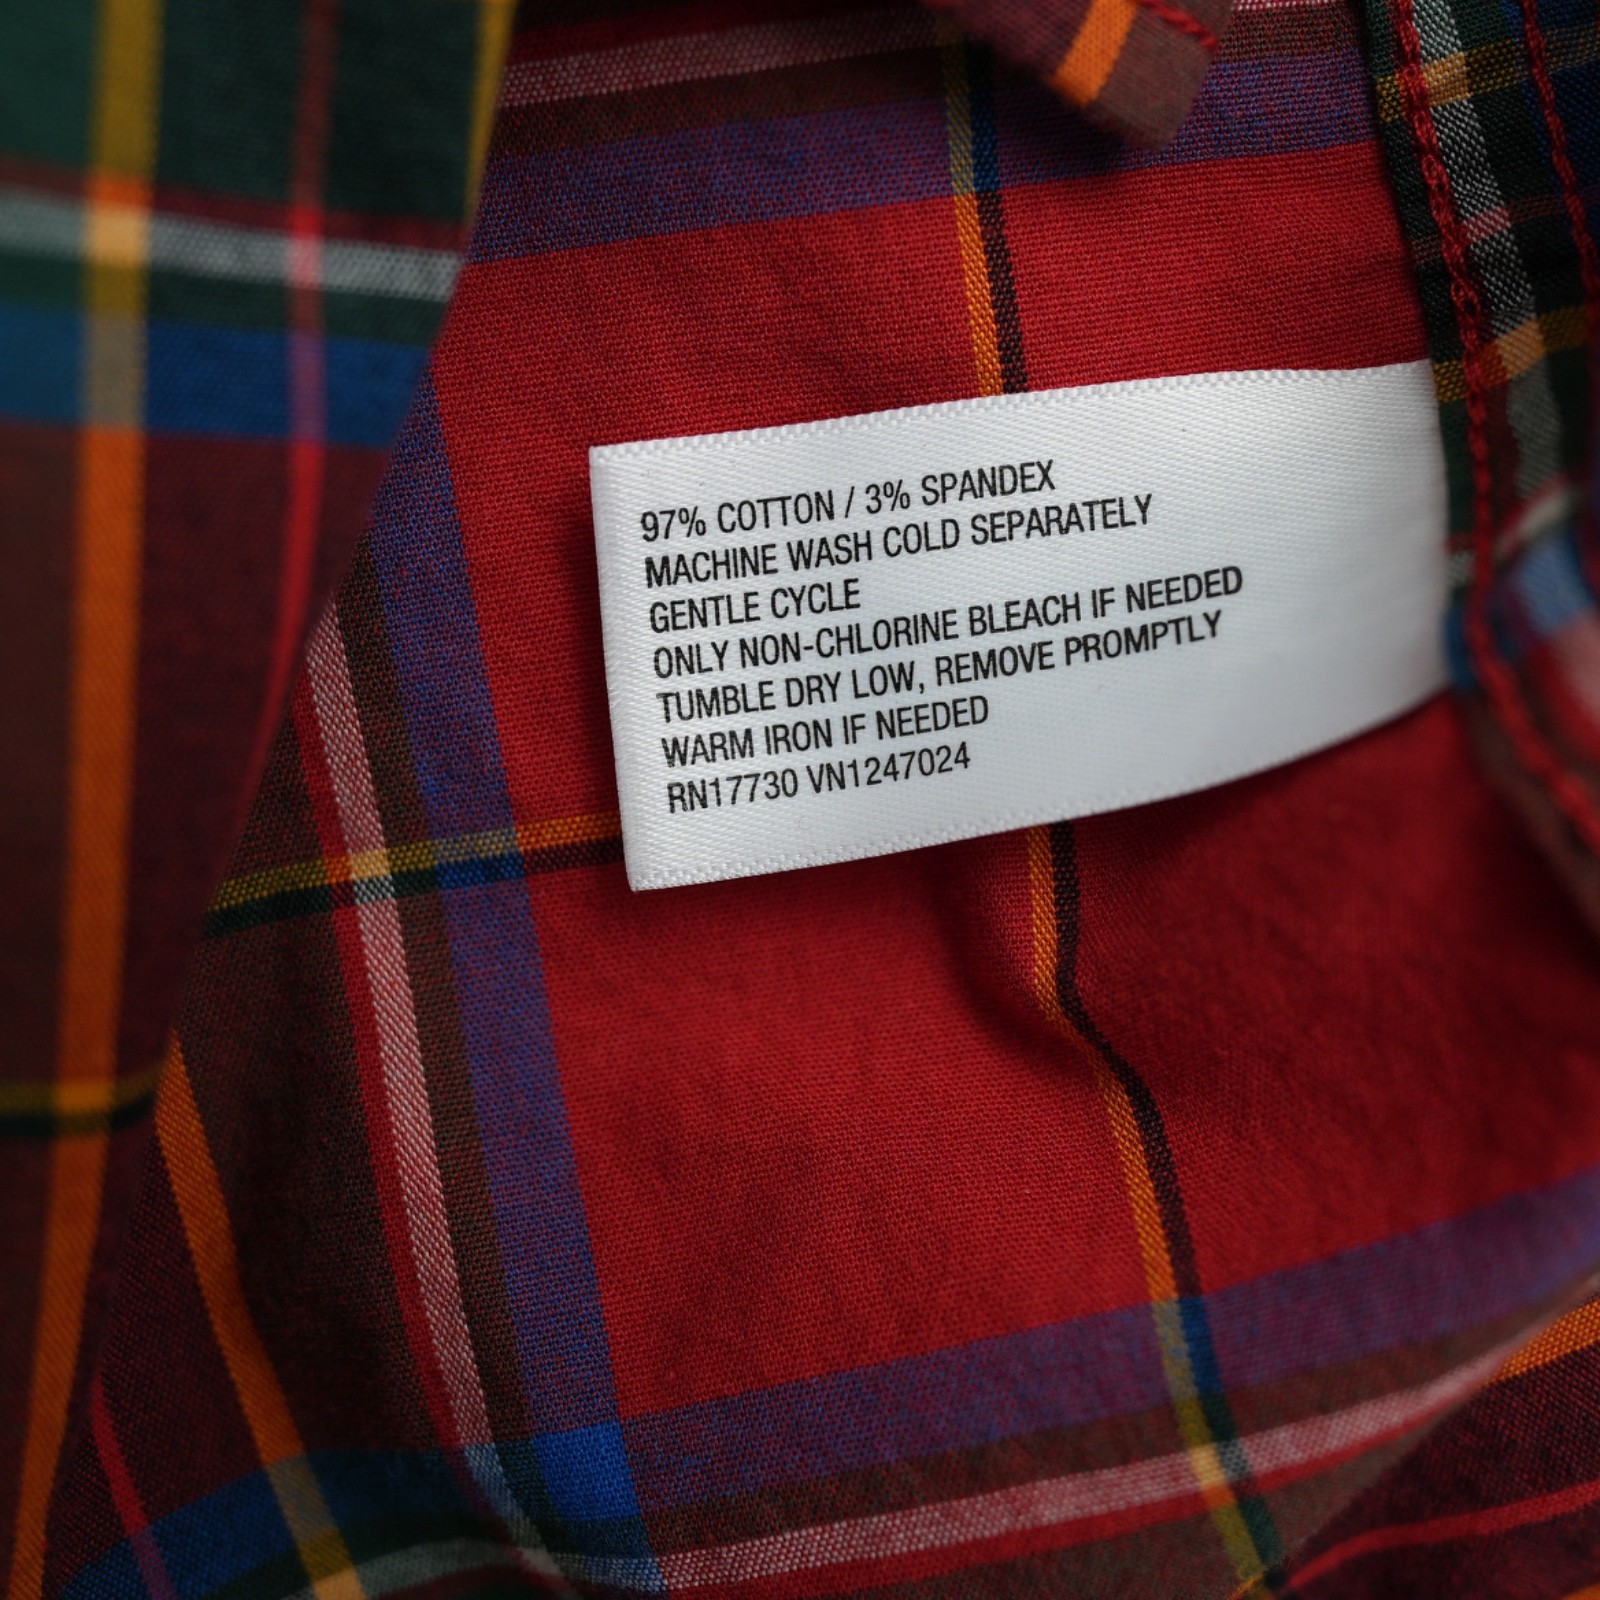 97% COTTON / 3% SPANDEX
MACHINE WASH COLD SEPARATELY
GENTLE CYCLE
ONLY NON-CHLORINE BLEACH IF NEEDED
TUMBLE DRY LOW, REMOVE PROMPTLY
WARM IRON IF NEEDED
RN17730 VN1247024